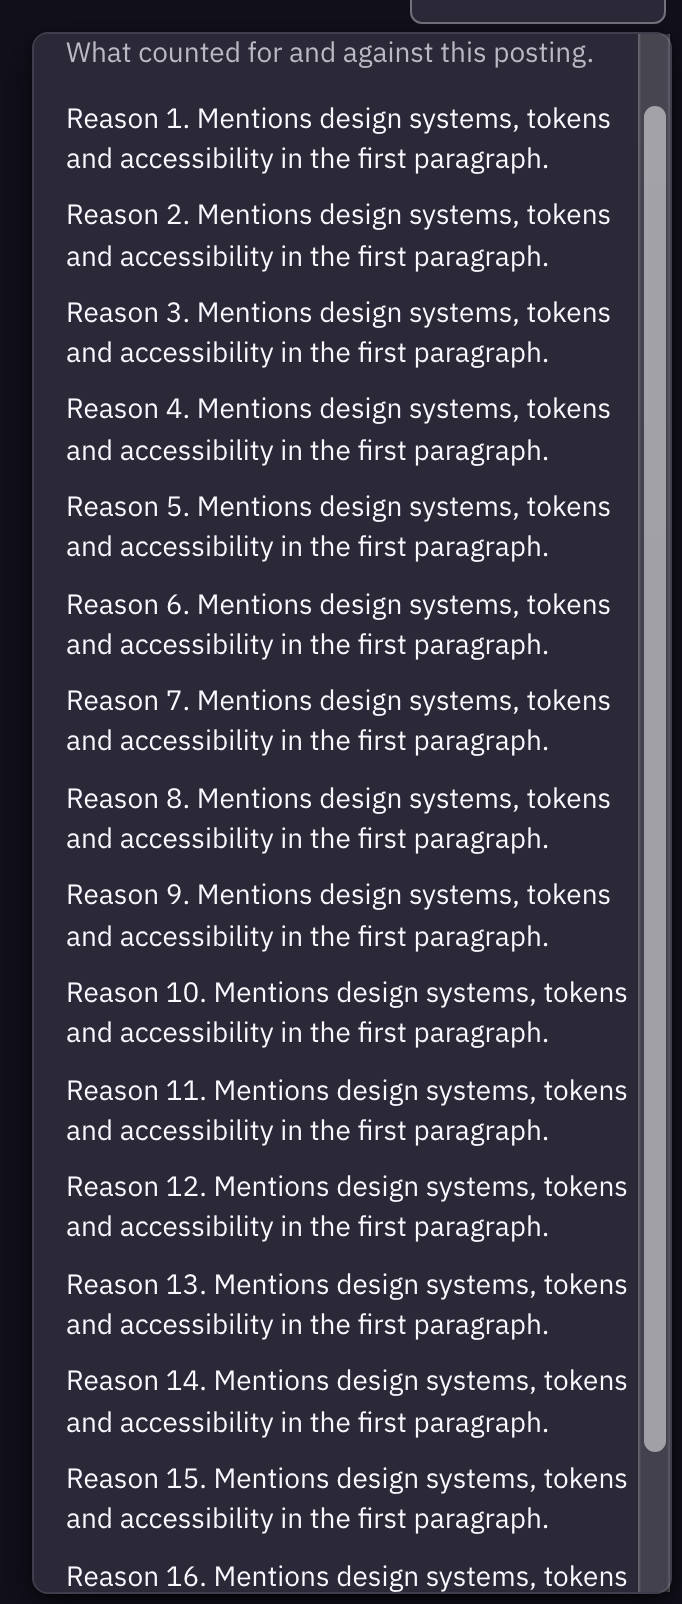 What counted for and against this posting.
Reason 1. Mentions design systems, tokens
and accessibility in the first paragraph.
Reason 2. Mentions design systems, tokens
and accessibility in the first paragraph.
Reason 3. Mentions design systems, tokens
and accessibility in the first paragraph.
Reason 4. Mentions design systems, tokens
and accessibility in the first paragraph.
Reason 5. Mentions design systems, tokens
and accessibility in the first paragraph.
Reason 6. Mentions design systems, tokens
and accessibility in the first paragraph.
Reason 7. Mentions design systems, tokens
and accessibility in the first paragraph.
Reason 8. Mentions design systems, tokens
and accessibility in the first paragraph.
Reason 9. Mentions design systems, tokens
and accessibility in the first paragraph.
Reason 10. Mentions design systems, tokens
and accessibility in the first paragraph.
Reason 11. Mentions design systems, tokens
and accessibility in the first paragraph.
Reason 12. Mentions design systems, tokens
and accessibility in the first paragraph.
Reason 13. Mentions design systems, tokens
and accessibility in the first paragraph.
Reason 14. Mentions design systems, tokens
and accessibility in the first paragraph.
Reason 15. Mentions design systems, tokens
and accessibility in the first paragraph.
Reason 16. Mentions design systems, tokens